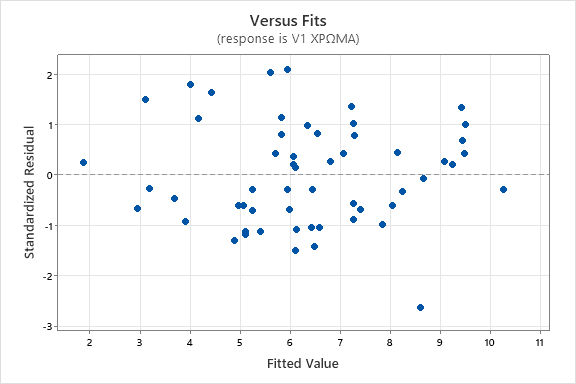 Versus Fits
(response is V1 ΧΡΩΜΑ)
Standardized Residual
2
1
0
-1
-2
-3
2 3 4 5 6 7 8 9 10 11
Fitted Value